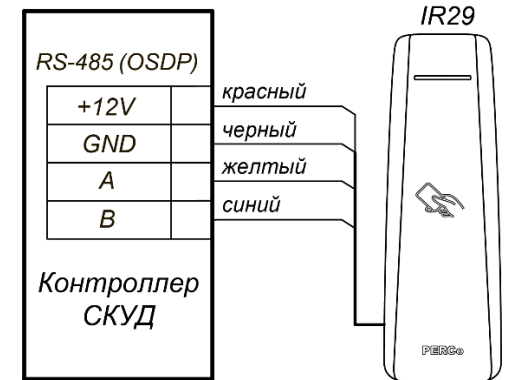 IR29
RS-485 (OSDP)
+12V красный
GND черный
A желтый
B синий
Контроллер
СКУД
PERCo